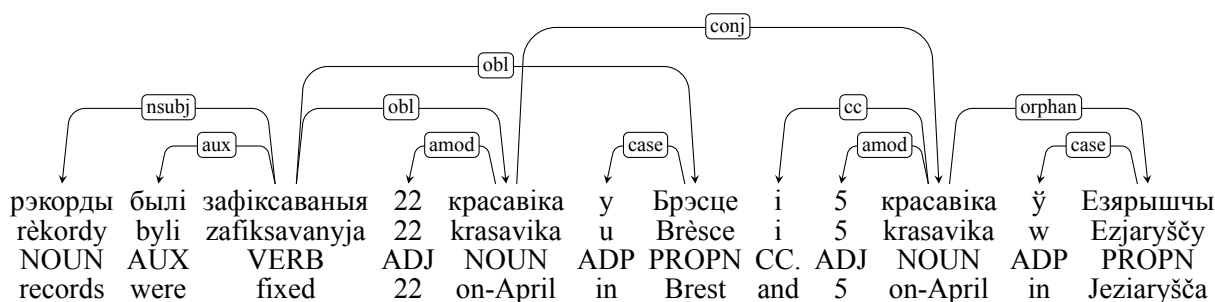 conj
obl
nsubj obl cc orphan
aux amod case amod case
рэкорды былі зафіксаваныя 22 красавіка у Брэсце і 5 красавіка ў Езярышчы
rèkordy byli zafiksavanyja 22 krasavika u Brèsce i 5 krasavika w Ezjaryščy
NOUN AUX VERB ADJ NOUN ADP PROPN CC. ADJ NOUN ADP PROPN
records were fixed 22 on-April in Brest and 5 on-April in Jeziaryšča